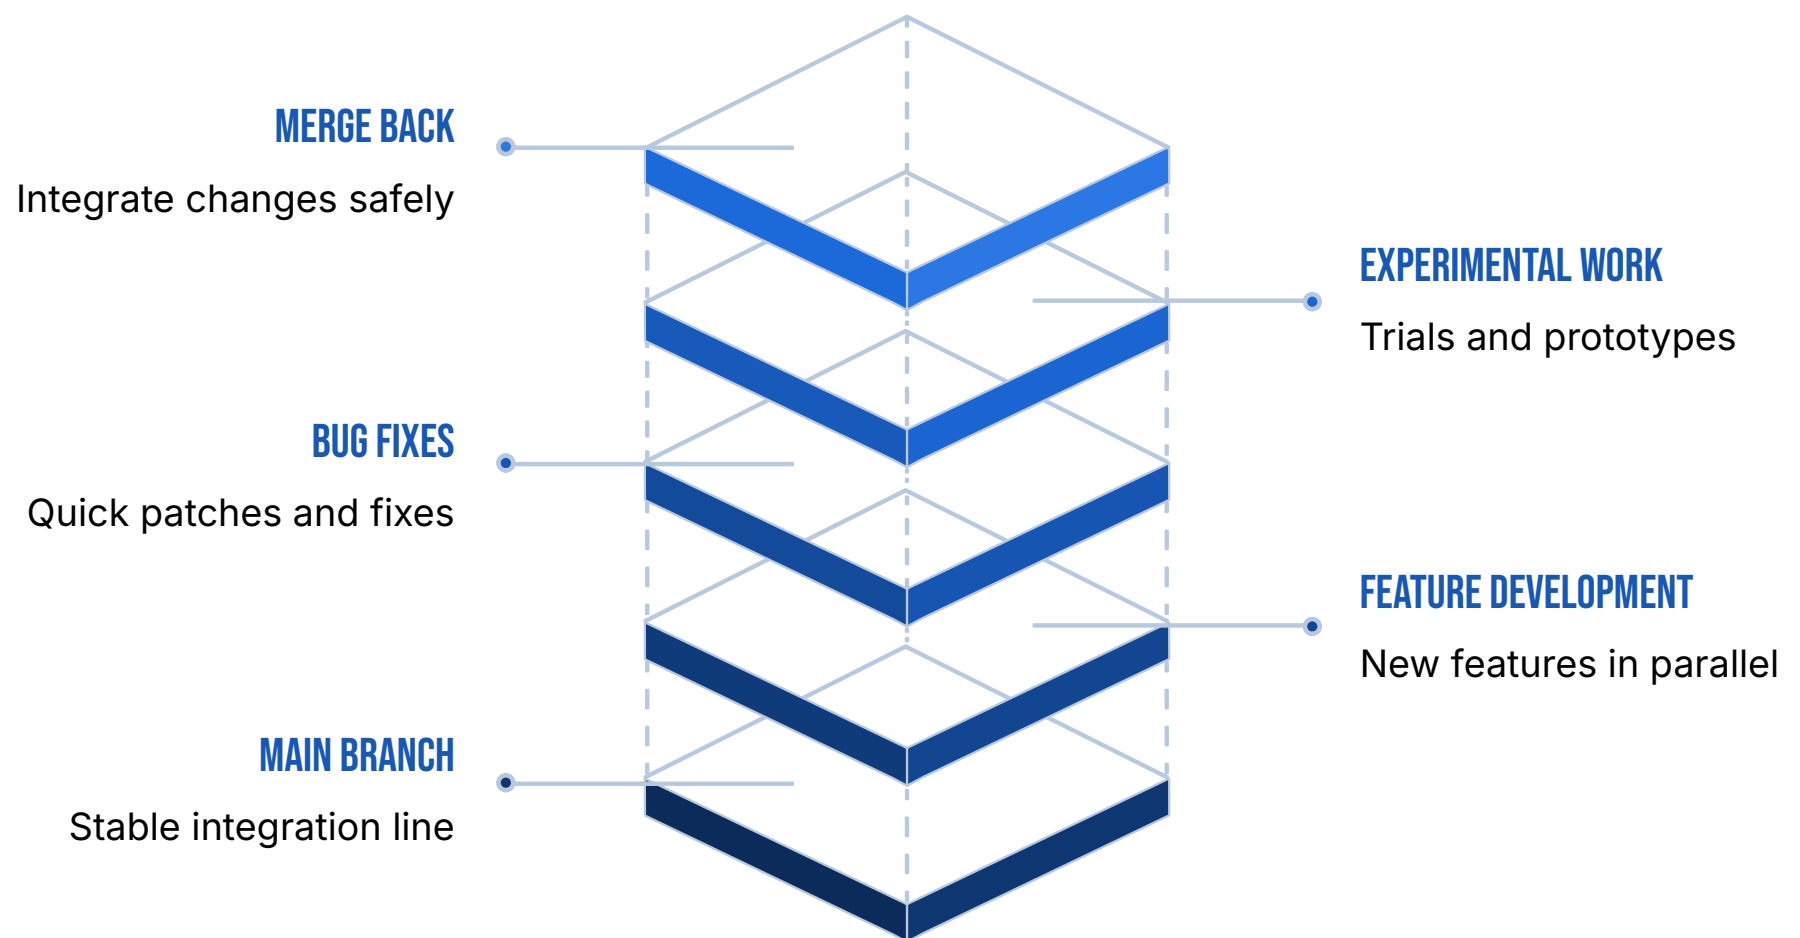 MERGE BACK
Integrate changes safely
EXPERIMENTAL WORK
Trials and prototypes
BUG FIXES
Quick patches and fixes
FEATURE DEVELOPMENT
New features in parallel
MAIN BRANCH
Stable integration line